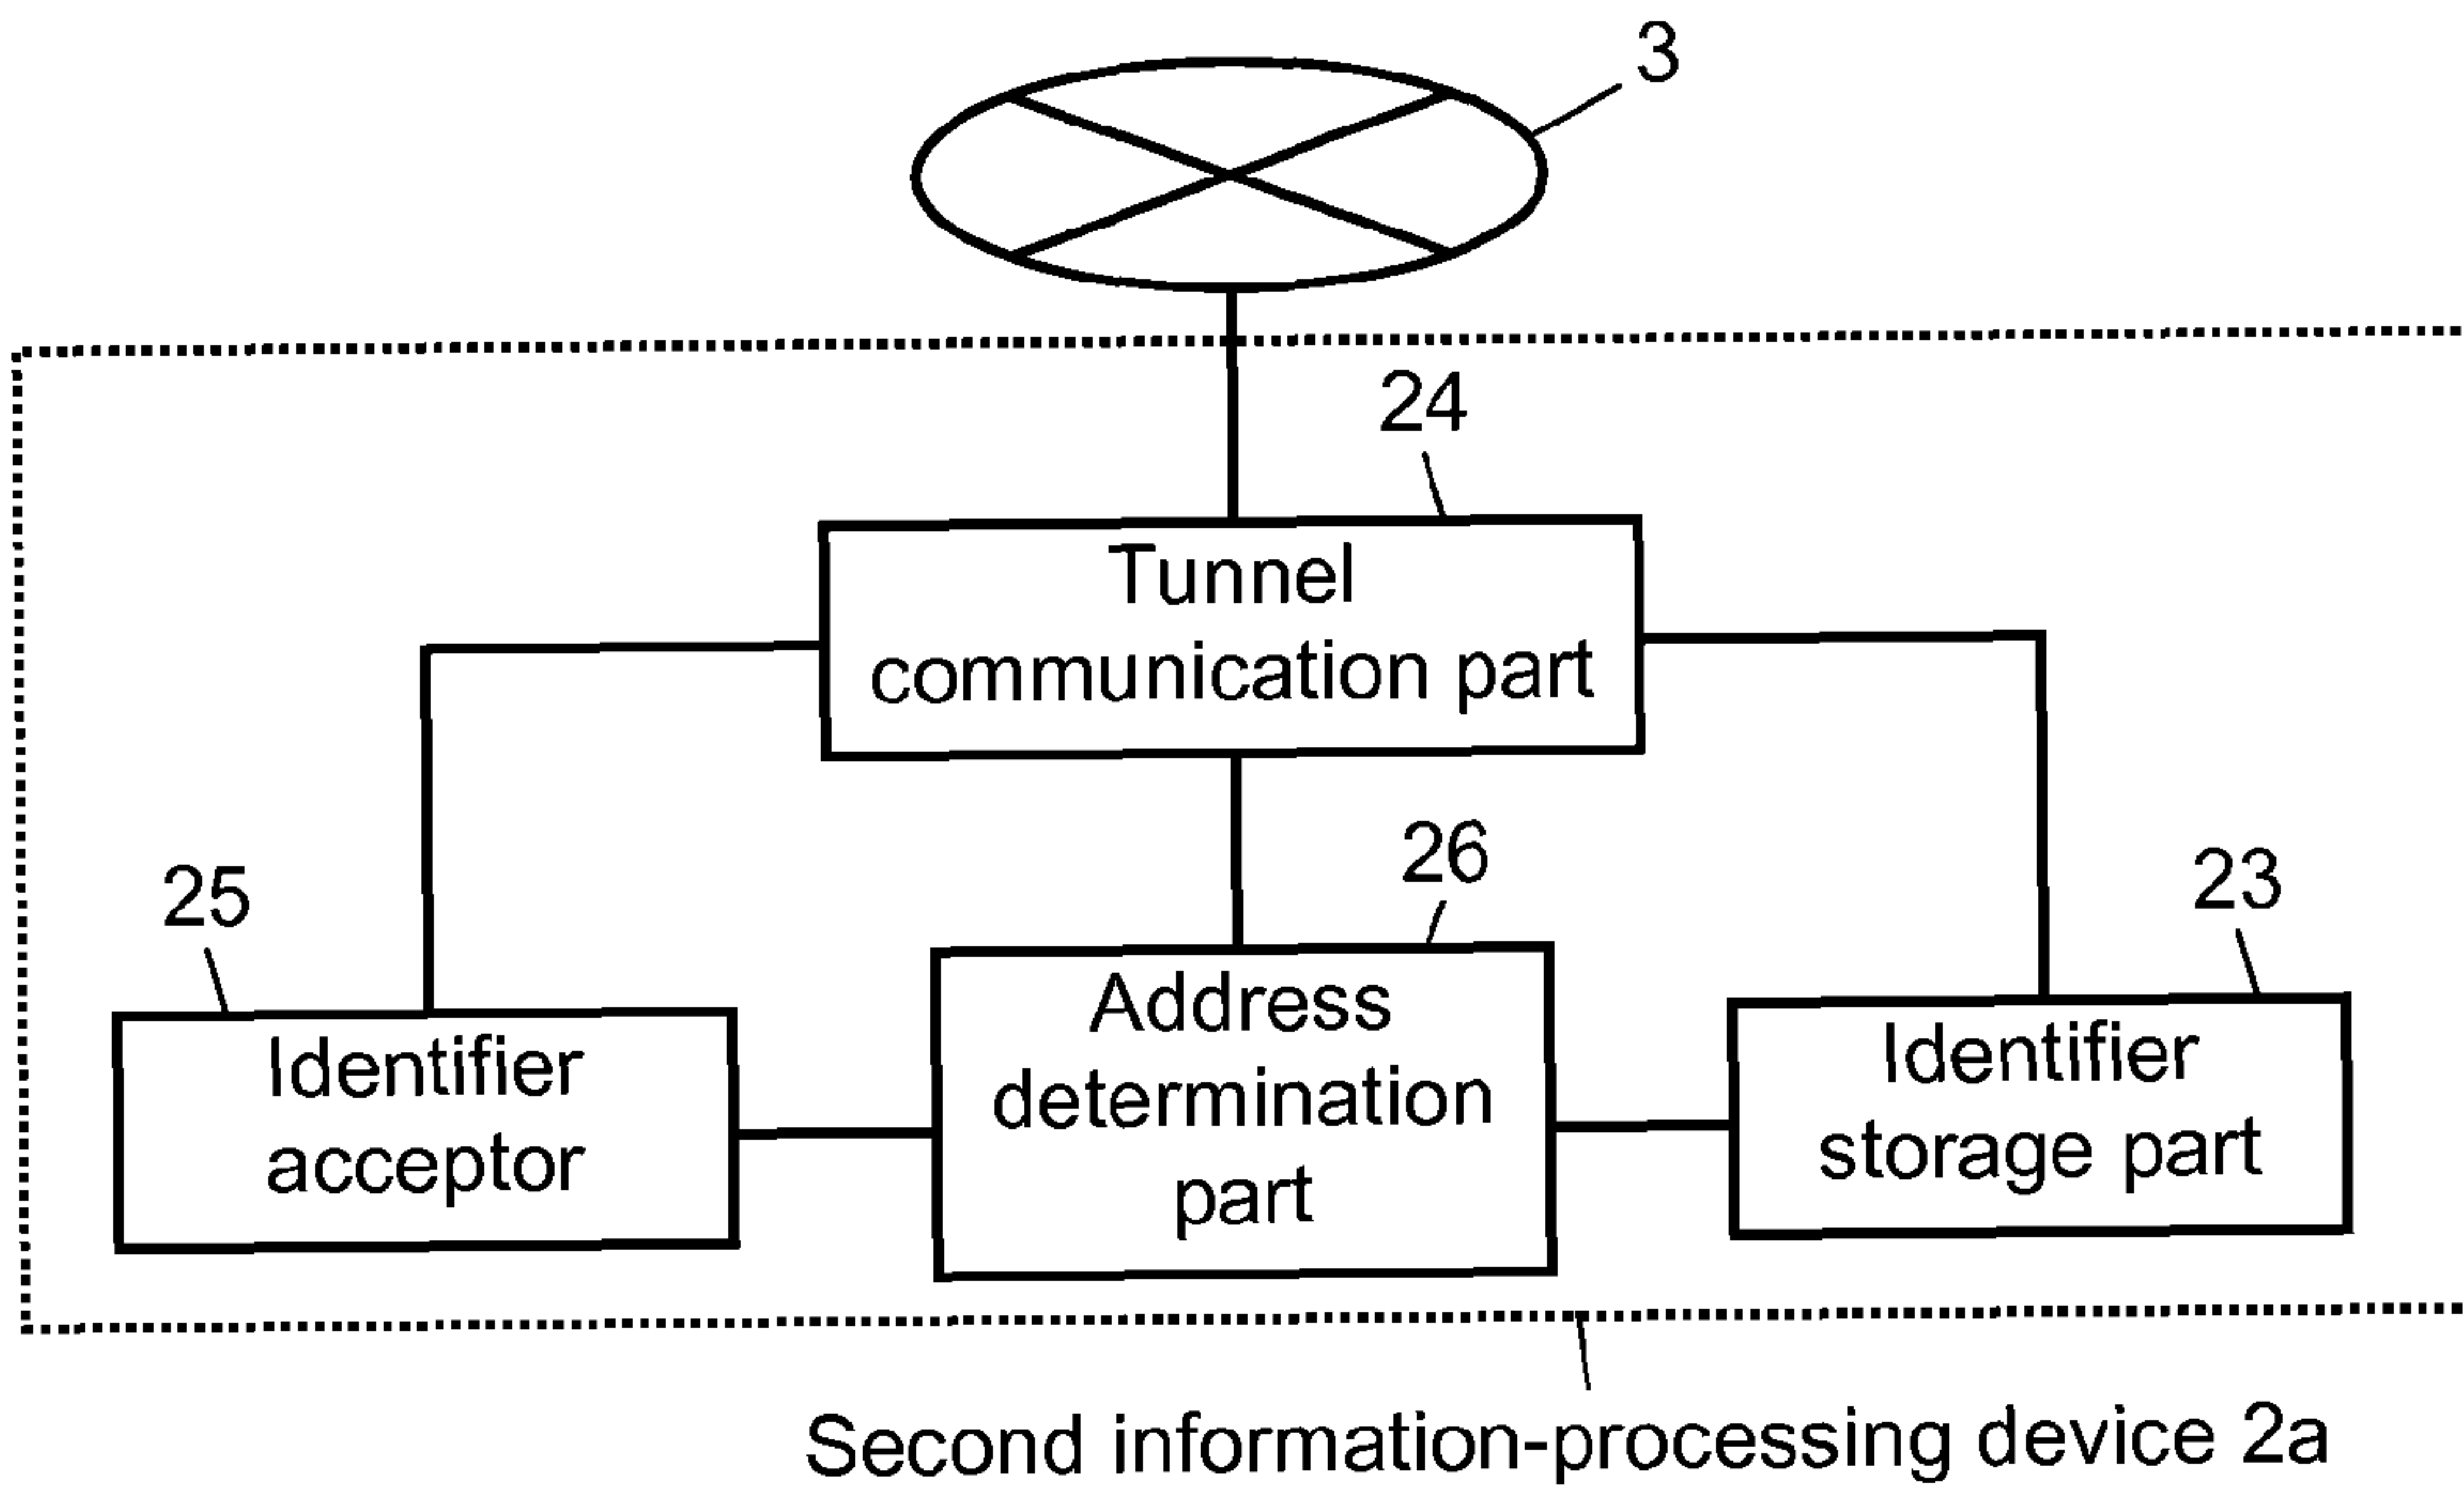 3
24
Tunnel
communication part
25
26
23
Identifier
acceptor
Address
determination
part
Identifier
storage part
Second information-processing device 2a